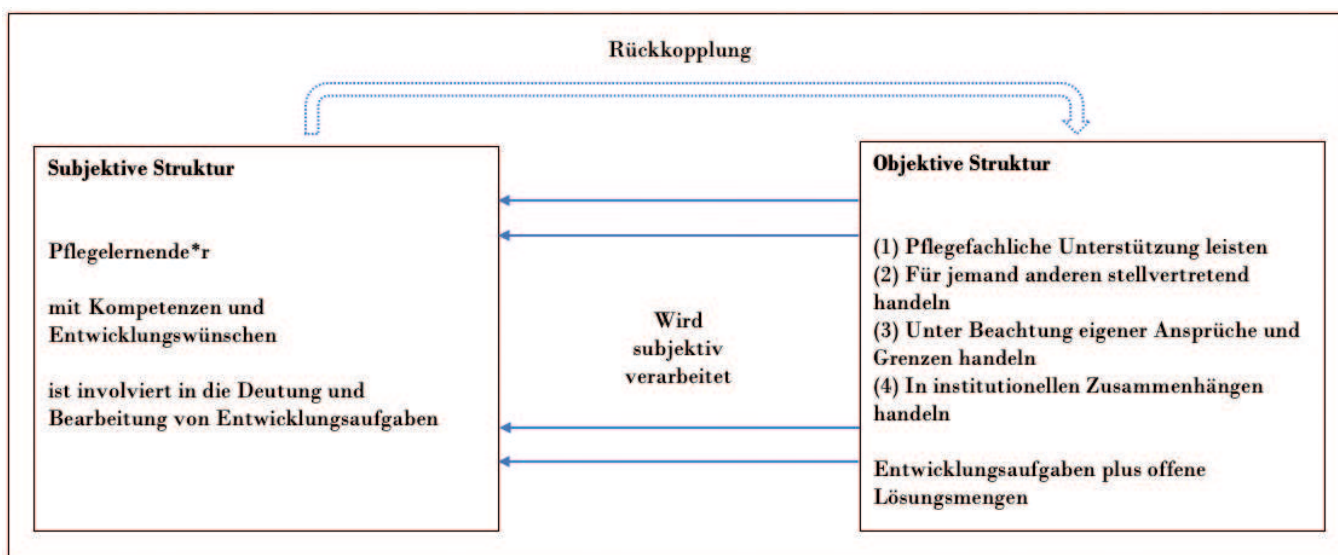 Rückkopplung
Subjektive Struktur
Pflegelernende*r
mit Kompetenzen und
Entwicklungswünschen
ist involviert in die Deutung und
Bearbeitung von Entwicklungsaufgaben
Wird
subjektiv
verarbeitet
Objektive Struktur
(1) Pflegefachliche Unterstützung leisten
(2) Für jemand anderen stellvertretend
handeln
(3) Unter Beachtung eigener Ansprüche und
Grenzen handeln
(4) In institutionellen Zusammenhängen
handeln
Entwicklungsaufgaben plus offene
Lösungsmengen